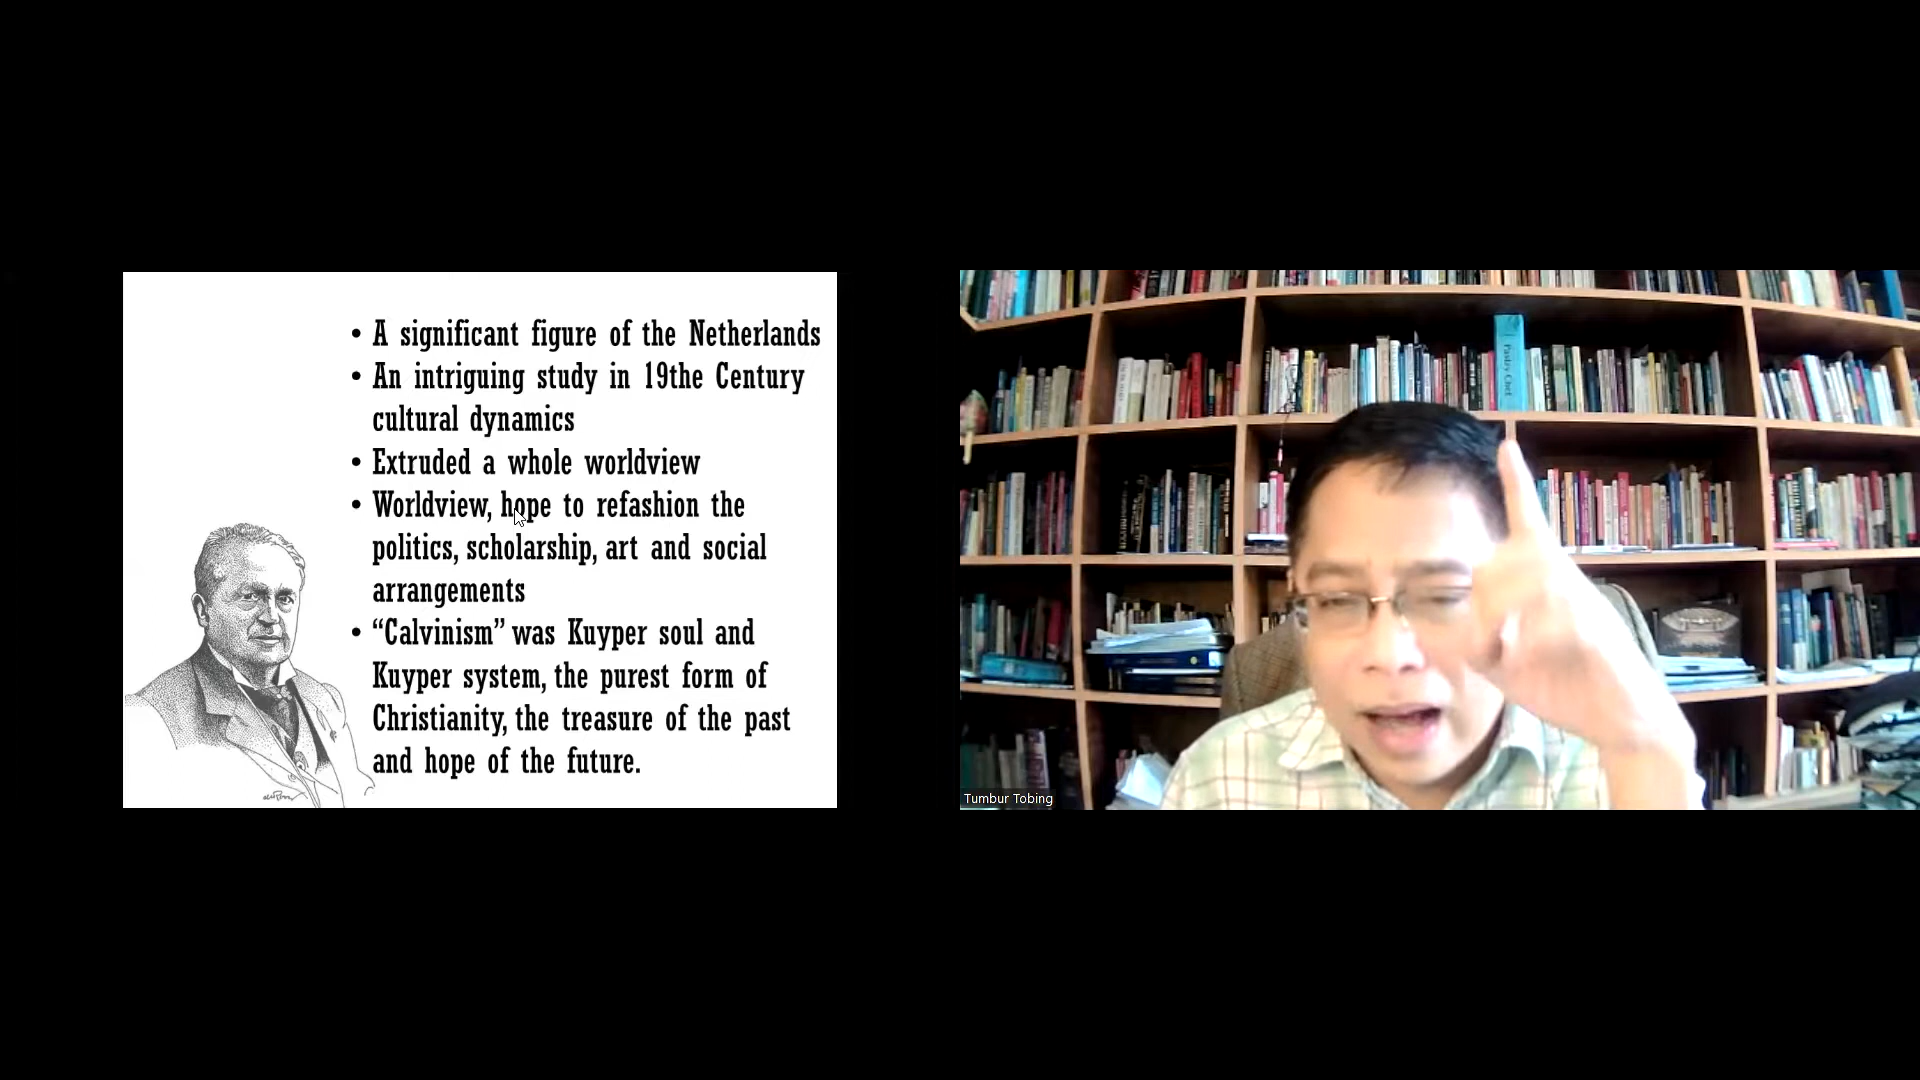 • A significant figure of the Netherlands
• An intriguing study in 19the Century
cultural dynamics
• Extruded a whole worldview
• Worldview, hope to refashion the
politics, scholarship, art and social
arrangements
• “Calvinism” was Kuyper soul and
Kuyper system, the purest form of
Christianity, the treasure of the past
and hope of the future.
Pastry Chef
Tumbur Tobing